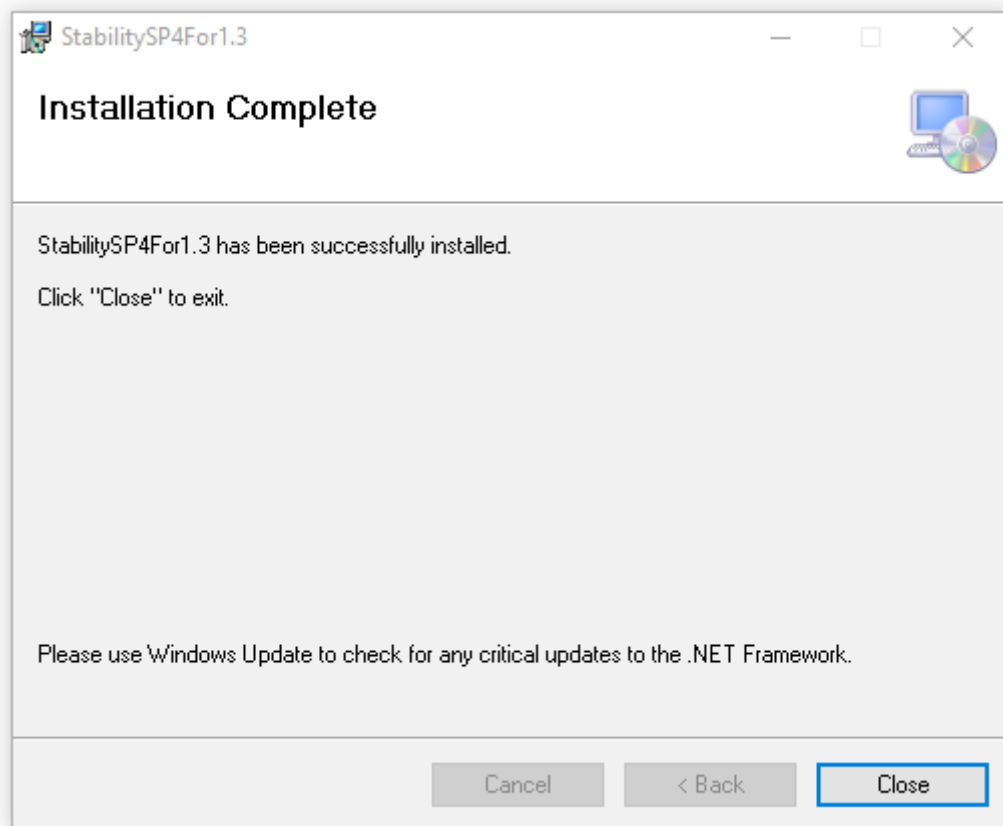 StabilitySP4For1.3
Installation Complete
StabilitySP4For1.3 has been successfully installed.
Click "Close" to exit.
Please use Windows Update to check for any critical updates to the .NET Framework.
Cancel
< Back
Close